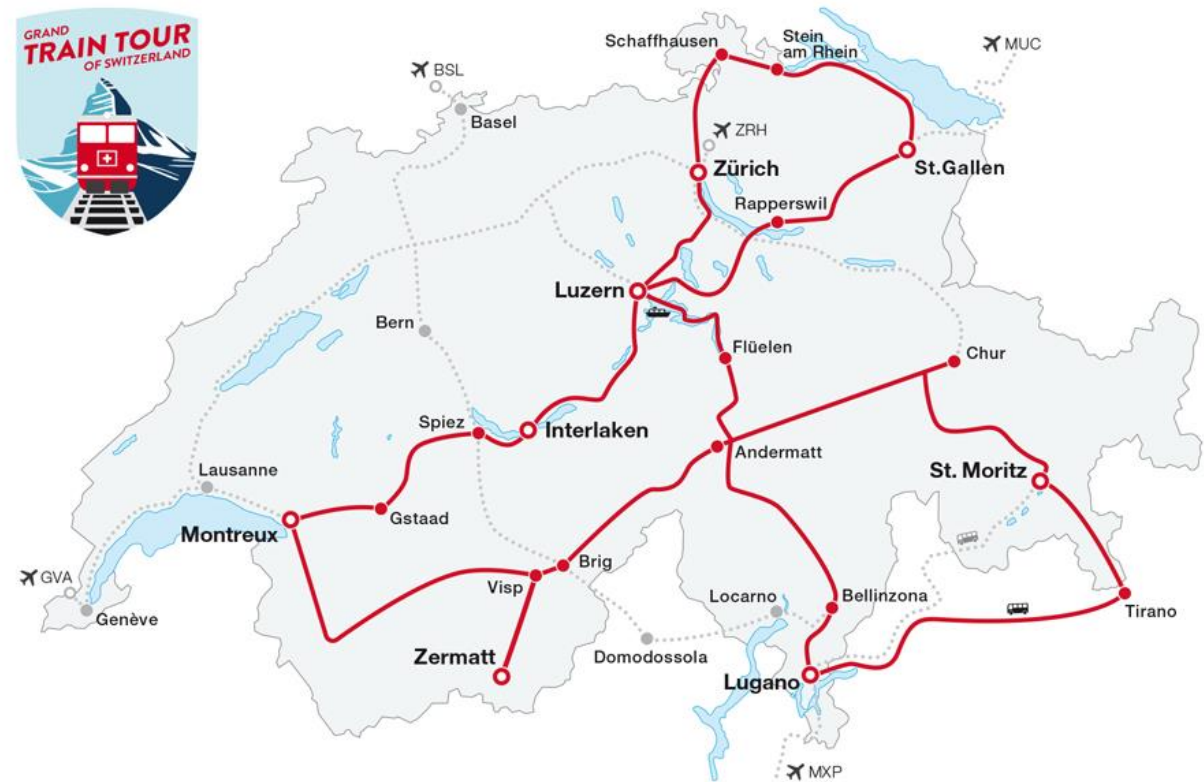 GRAND
TRAIN TOUR
OF SWITZERLAND
Schaffhausen
Stein
am Rhein
MUC
BSL
Basel
ZRH
Zürich
St.Gallen
Rapperswil
Luzern
Bern
Flüelen
Chur
Spiez
Interlaken
Andermatt
Lausanne
St. Moritz
Gstaad
Montreux
Brig
GVA
Visp
Locarno
Bellinzona
Genève
Tirano
Zermatt
Domodossola
Lugano
MXP